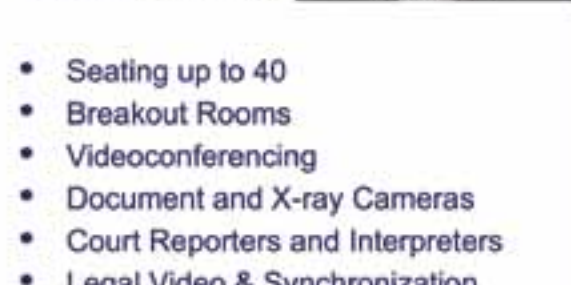 • Seating up to 40
• Breakout Rooms
• Videoconferencing
• Document and X-ray Cameras
• Court Reporters and Interpreters
• Legal Video & Synchronization